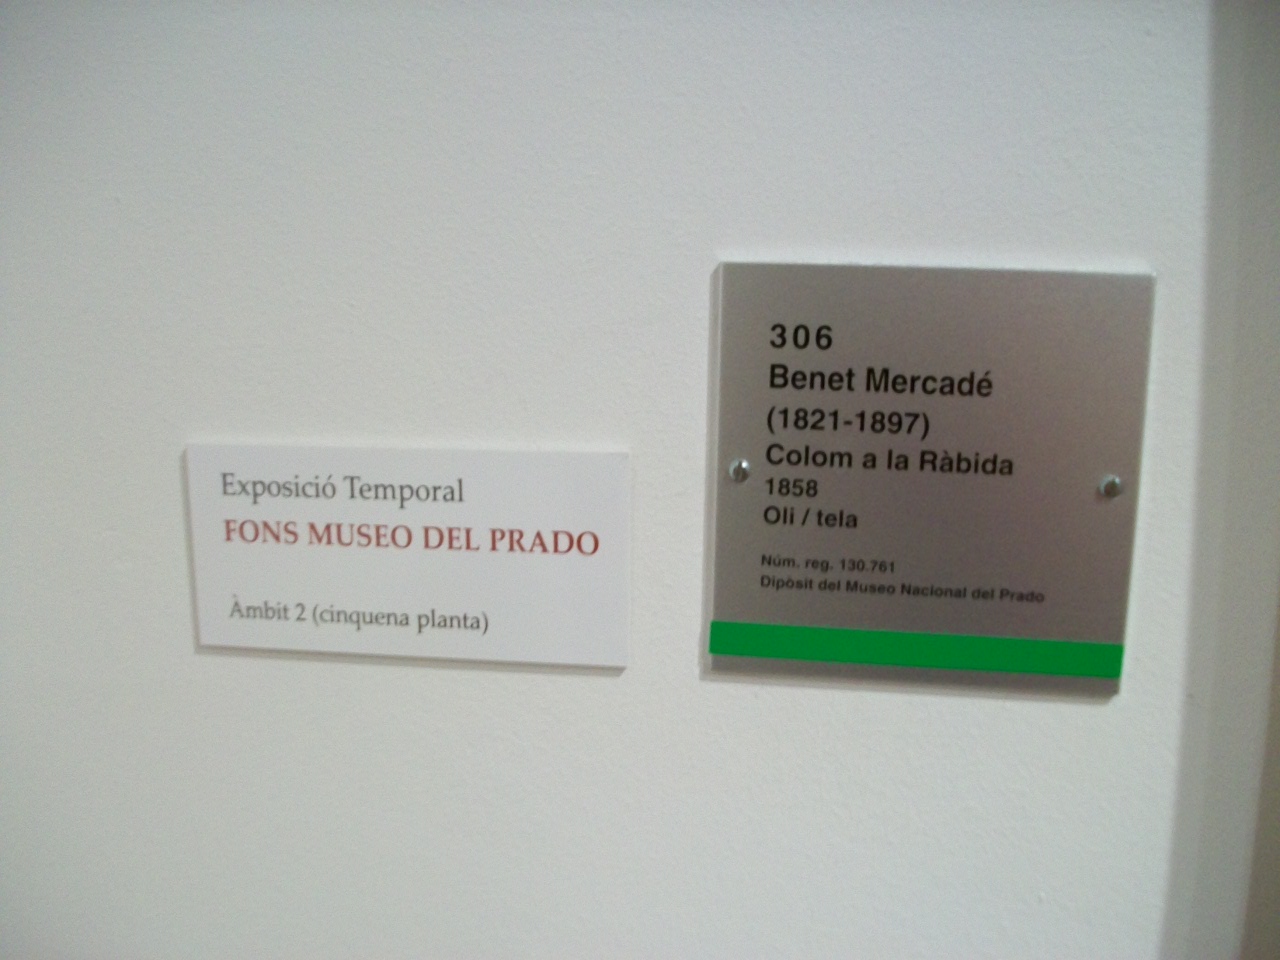 Exposició Temporal
FONS MUSEO DEL PRADO
Àmbit 2 (cinquena planta)
306
Benet Mercadé
(1821-1897)
Colom a la Ràbida
1858
Oli / tela
Núm. reg. 130.761
Dipòsit del Museo Nacional del Prado